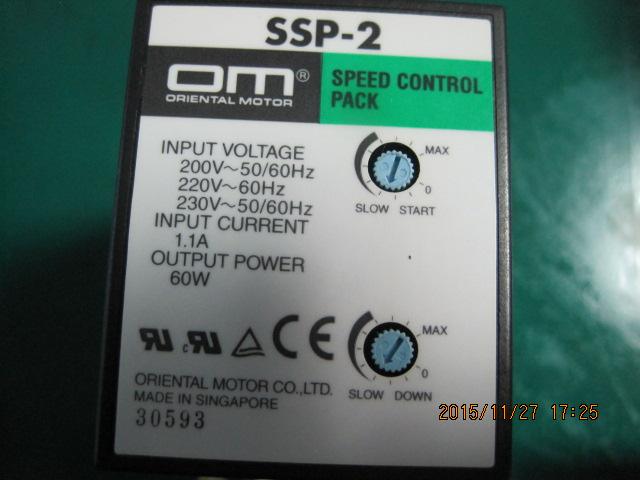 SSP-2
OM®
ORIENTAL MOTOR
SPEED CONTROL
PACK
INPUT VOLTAGE
200V~50/60Hz
220V~60Hz
230V~50/60Hz
INPUT CURRENT
1.1A
OUTPUT POWER
60W
MAX
0
SLOW START
MAX
0
SLOW DOWN
c
CE
ORIENTAL MOTOR CO.,LTD.
MADE IN SINGAPORE
30593
2015/11/27 17:25